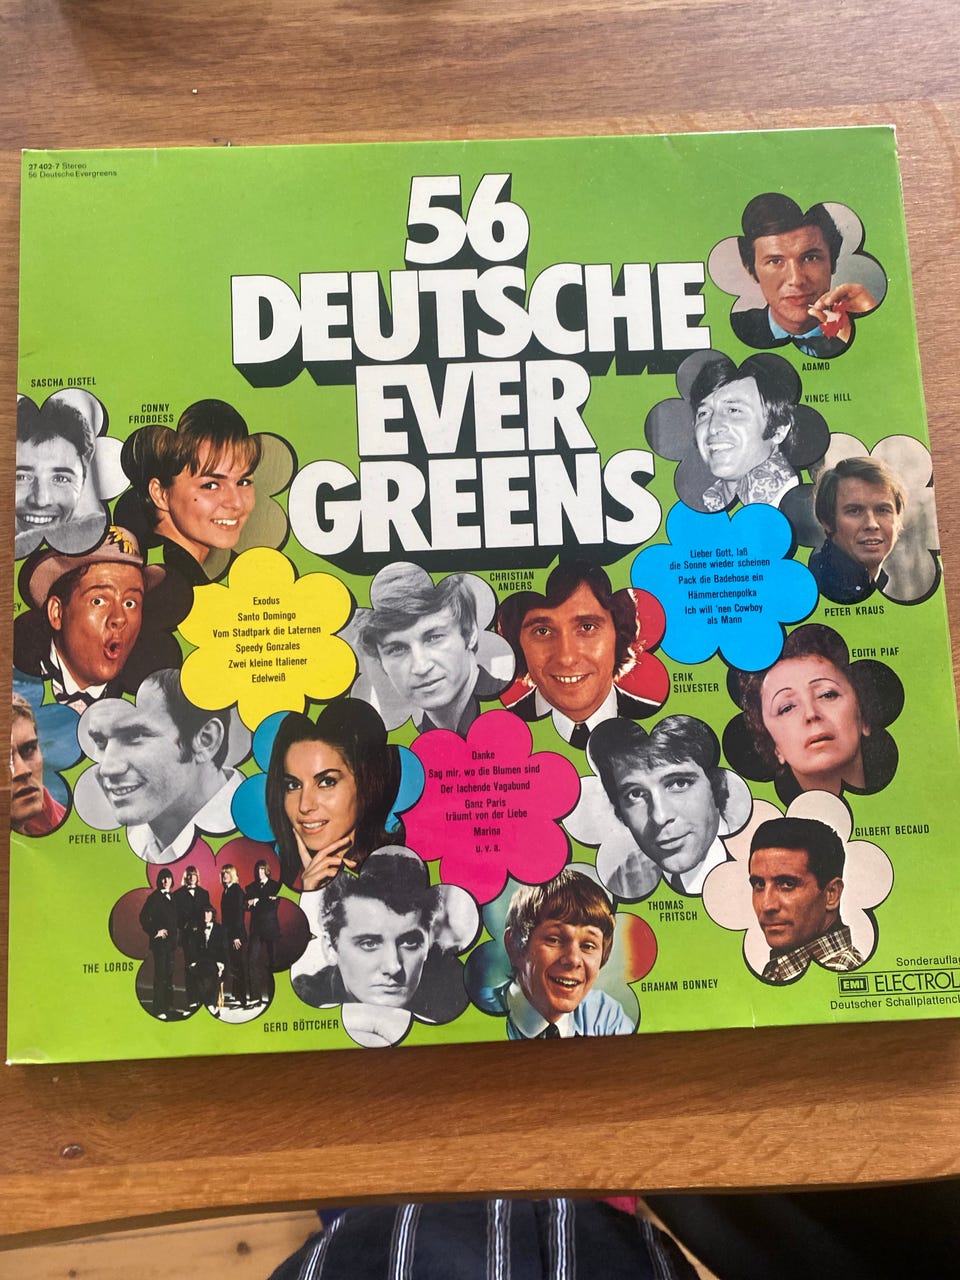 27 402-7 Stereo
56 Deutsche Evergreens
56
DEUTSCHE
EVER
GREENS
ADAMO
SASCHA DISTEL
CONNY
FROBOESS
VINCE HILL
Lieber Gott, laß
die Sonne wieder scheinen
Pack die Badehose ein
Hämmerchenpolka
Ich will 'nen Cowboy
als Mann
PETER KRAUS
CHRISTIAN
ANDERS
EY
Exodus
Santo Domingo
Vom Stadtpark die Laternen
Speedy Gonzales
Zwei kleine Italiener
Edelweiß
ERIK
SILVESTER
EDITH PIAF
Danke
Sag mir, wo die Blumen sind
Der lachende Vagabund
Ganz Paris
träumt von der Liebe
Marina
u. v. a.
PETER BEIL
GILBERT BECAUD
THOMAS
FRITSCH
THE LORDS
GRAHAM BONNEY
GERD BÖTTCHER
Sonderauflag
EMI ELECTROL
Deutscher Schallplattencl